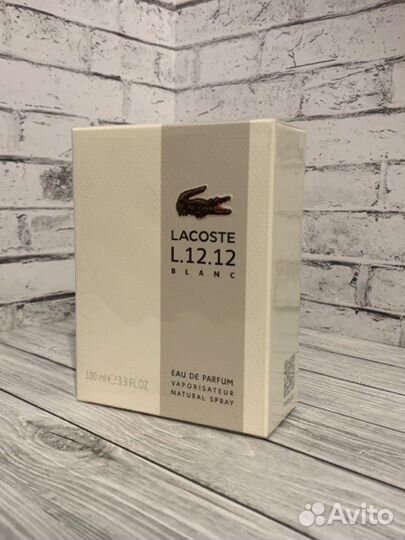 LACOSTE
L.12.12
BLANC
100 ml ℮ 3.3 FL.OZ.
EAU DE PARFUM
VAPORISATEUR
NATURAL SPRAY
Avito